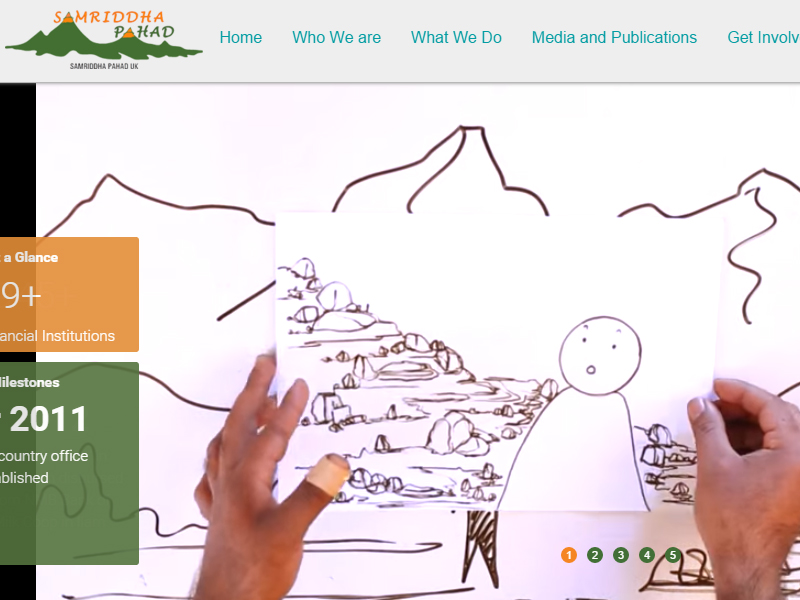 SAMRIDDHA
PAHAD
SAMRIDDHA PAHAD UK
Home Who We are What We Do Media and Publications Get Involv
a Glance
9+
ancial Institutions
ilestones
2011
country office
ablished
1 2 3 4 5